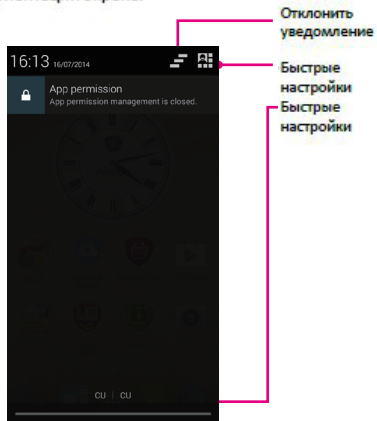 Отклонить
уведомление
16:13 16/07/2014
Быстрые
настройки
App permission
App permission management is closed.
Быстрые
настройки
CU | CU